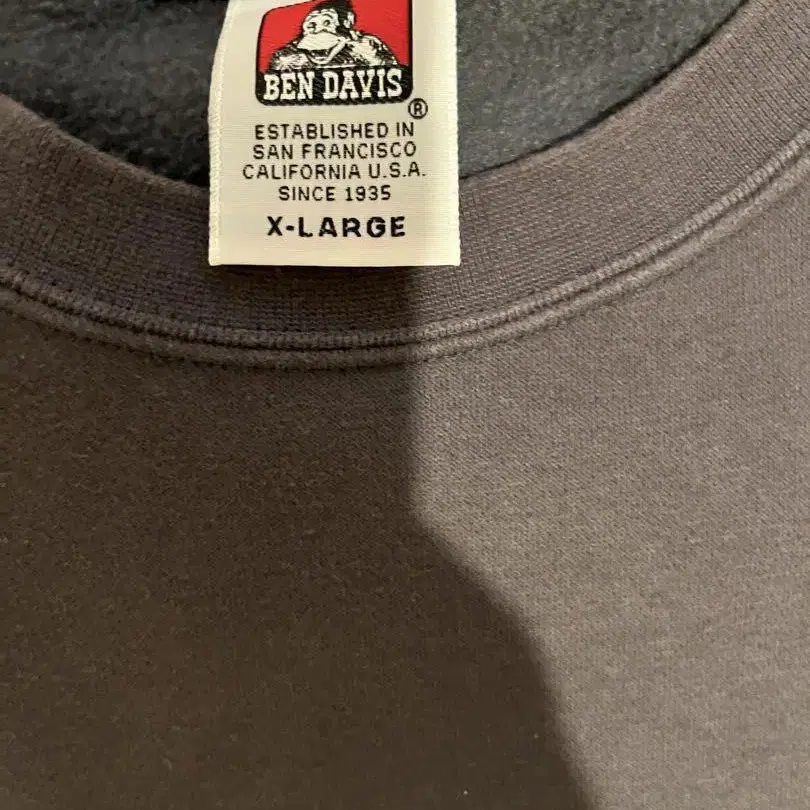 BEN DAVIS
®
ESTABLISHED IN
SAN FRANCISCO
CALIFORNIA U.S.A.
SINCE 1935
X-LARGE